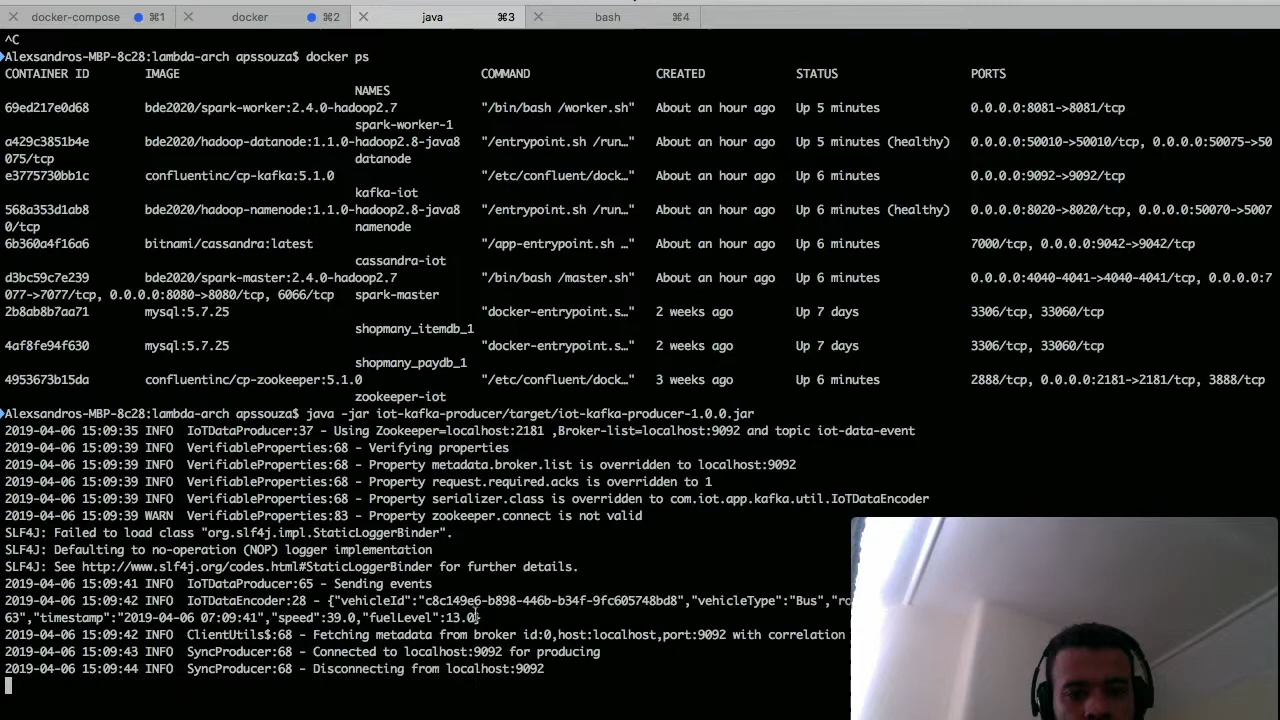 docker-compose ⌘1 docker ⌘2 java ⌘3 bash ⌘4
^C
Alexsandros-MBP-8c28:lambda-arch apssouza$ docker ps
CONTAINER ID IMAGE COMMAND CREATED STATUS PORTS
NAMES
69ed217e0d68 bde2020/spark-worker:2.4.0-hadoop2.7 "/bin/bash /worker.sh" About an hour ago Up 5 minutes 0.0.0.0:8081->8081/tcp
spark-worker-1
a429c3851b4e bde2020/hadoop-datanode:1.1.0-hadoop2.8-java8 "/entrypoint.sh /run…" About an hour ago Up 5 minutes (healthy) 0.0.0.0:50010->50010/tcp, 0.0.0.0:50075->50
075/tcp datanode
e3775730bb1c confluentinc/cp-kafka:5.1.0 "/etc/confluent/dock…" About an hour ago Up 6 minutes 0.0.0.0:9092->9092/tcp
kafka-iot
568a353d1ab8 bde2020/hadoop-namenode:1.1.0-hadoop2.8-java8 "/entrypoint.sh /run…" About an hour ago Up 6 minutes (healthy) 0.0.0.0:8020->8020/tcp, 0.0.0.0:50070->5007
0/tcp namenode
6b360a4f16a6 bitnami/cassandra:latest "/app-entrypoint.sh …" About an hour ago Up 6 minutes 7000/tcp, 0.0.0.0:9042->9042/tcp
cassandra-iot
d3bc59c7e239 bde2020/spark-master:2.4.0-hadoop2.7 "/bin/bash /master.sh" About an hour ago Up 6 minutes 0.0.0.0:4040-4041->4040-4041/tcp, 0.0.0.0:7
077->7077/tcp, 0.0.0.0:8080->8080/tcp, 6066/tcp spark-master
2b8ab8b7aa71 mysql:5.7.25 "docker-entrypoint.s…" 2 weeks ago Up 7 days 3306/tcp, 33060/tcp
shopmany_itemdb_1
4af8fe94f630 mysql:5.7.25 "docker-entrypoint.s…" 2 weeks ago Up 7 days 3306/tcp, 33060/tcp
shopmany_paydb_1
4953673b15da confluentinc/cp-zookeeper:5.1.0 "/etc/confluent/dock…" 3 weeks ago Up 6 minutes 2888/tcp, 0.0.0.0:2181->2181/tcp, 3888/tcp
zookeeper-iot
Alexsandros-MBP-8c28:lambda-arch apssouza$ java -jar iot-kafka-producer/target/iot-kafka-producer-1.0.0.jar
2019-04-06 15:09:35 INFO IoTDataProducer:37 - Using Zookeeper=localhost:2181 ,Broker-list=localhost:9092 and topic iot-data-event
2019-04-06 15:09:39 INFO VerifiableProperties:68 - Verifying properties
2019-04-06 15:09:39 INFO VerifiableProperties:68 - Property metadata.broker.list is overridden to localhost:9092
2019-04-06 15:09:39 INFO VerifiableProperties:68 - Property request.required.acks is overridden to 1
2019-04-06 15:09:39 INFO VerifiableProperties:68 - Property serializer.class is overridden to com.iot.app.kafka.util.IoTDataEncoder
2019-04-06 15:09:39 WARN VerifiableProperties:83 - Property zookeeper.connect is not valid
SLF4J: Failed to load class "org.slf4j.impl.StaticLoggerBinder".
SLF4J: Defaulting to no-operation (NOP) logger implementation
SLF4J: See http://www.slf4j.org/codes.html#StaticLoggerBinder for further details.
2019-04-06 15:09:41 INFO IoTDataProducer:65 - Sending events
2019-04-06 15:09:42 INFO IoTDataEncoder:28 - {"vehicleId":"c8c149e6-b898-446b-b34f-9fc605748bd8","vehicleType":"Bus","ro
63","timestamp":"2019-04-06 07:09:41","speed":39.0,"fuelLevel":13.0}
2019-04-06 15:09:42 INFO ClientUtils$:68 - Fetching metadata from broker id:0,host:localhost,port:9092 with correlation
2019-04-06 15:09:43 INFO SyncProducer:68 - Connected to localhost:9092 for producing
2019-04-06 15:09:44 INFO SyncProducer:68 - Disconnecting from localhost:9092